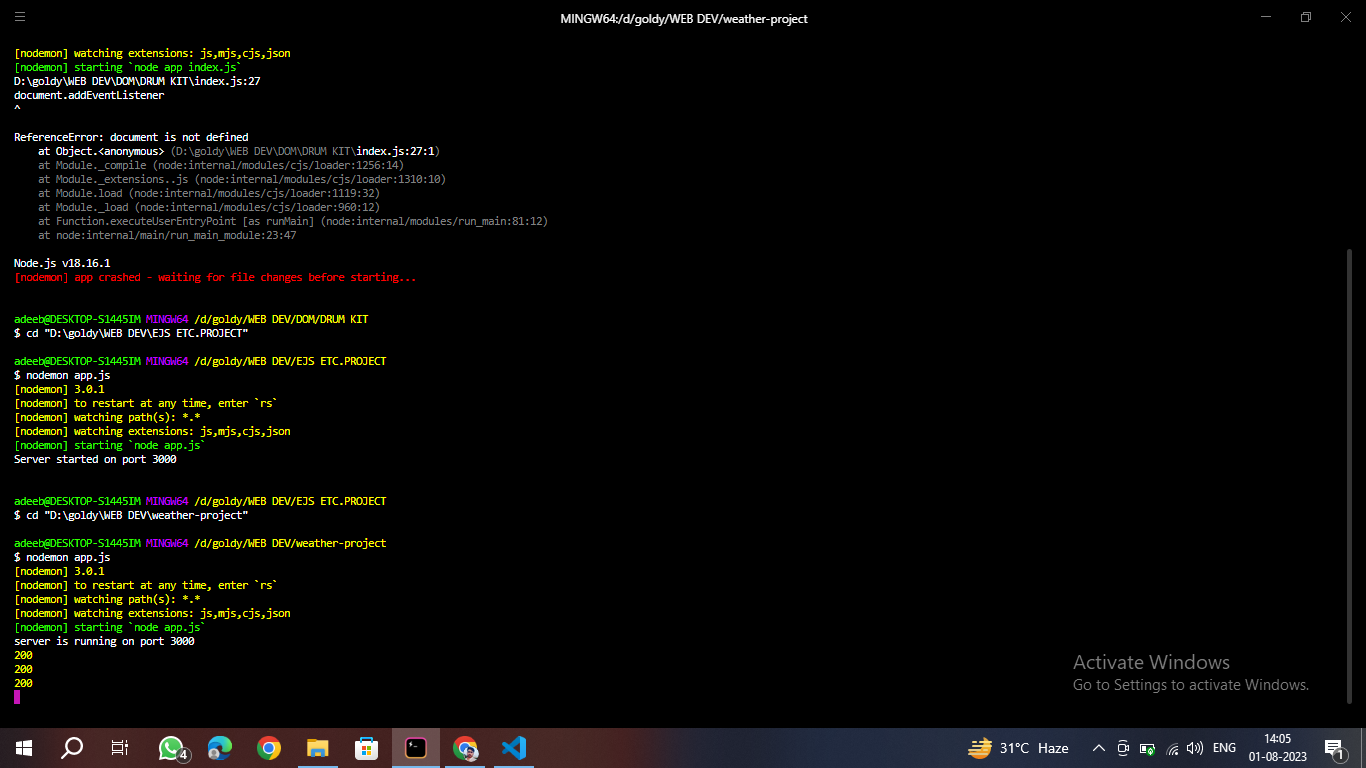 MINGW64:/d/goldy/WEB DEV/weather-project
[nodemon] watching extensions: js,mjs,cjs,json
[nodemon] starting `node app index.js`
D:\goldy\WEB DEV\DOM\DRUM KIT\index.js:27
document.addEventListener
^
ReferenceError: document is not defined
    at Object.<anonymous> (D:\goldy\WEB DEV\DOM\DRUM KIT\index.js:27:1)
    at Module._compile (node:internal/modules/cjs/loader:1256:14)
    at Module._extensions..js (node:internal/modules/cjs/loader:1310:10)
    at Module.load (node:internal/modules/cjs/loader:1119:32)
    at Module._load (node:internal/modules/cjs/loader:960:12)
    at Function.executeUserEntryPoint [as runMain] (node:internal/modules/run_main:81:12)
    at node:internal/main/run_main_module:23:47
Node.js v18.16.1
[nodemon] app crashed - waiting for file changes before starting...
adeeb@DESKTOP-S1445IM MINGW64 /d/goldy/WEB DEV/DOM/DRUM KIT
$ cd "D:\goldy\WEB DEV\EJS ETC.PROJECT"
adeeb@DESKTOP-S1445IM MINGW64 /d/goldy/WEB DEV/EJS ETC.PROJECT
$ nodemon app.js
[nodemon] 3.0.1
[nodemon] to restart at any time, enter `rs`
[nodemon] watching path(s): *.*
[nodemon] watching extensions: js,mjs,cjs,json
[nodemon] starting `node app.js`
Server started on port 3000
adeeb@DESKTOP-S1445IM MINGW64 /d/goldy/WEB DEV/EJS ETC.PROJECT
$ cd "D:\goldy\WEB DEV\weather-project"
adeeb@DESKTOP-S1445IM MINGW64 /d/goldy/WEB DEV/weather-project
$ nodemon app.js
[nodemon] 3.0.1
[nodemon] to restart at any time, enter `rs`
[nodemon] watching path(s): *.*
[nodemon] watching extensions: js,mjs,cjs,json
[nodemon] starting `node app.js`
server is running on port 3000
200
200
200
Activate Windows
Go to Settings to activate Windows.
4
31°C Haze
ENG
14:05
01-08-2023
1